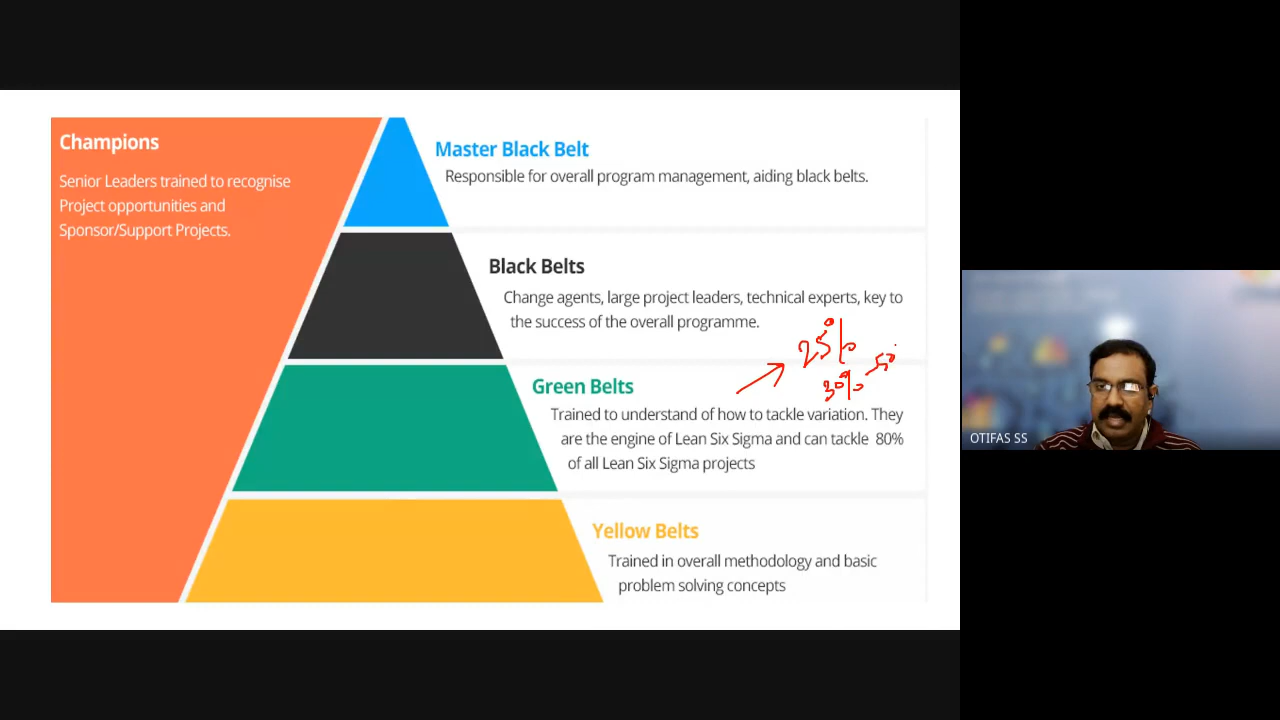 Champions
Senior Leaders trained to recognise
Project opportunities and
Sponsor/Support Projects.
Master Black Belt
Responsible for overall program management, aiding black belts.
Black Belts
Change agents, large project leaders, technical experts, key to
the success of the overall programme.
25%
30%
50
Green Belts
Trained to understand of how to tackle variation. They
are the engine of Lean Six Sigma and can tackle 80%
of all Lean Six Sigma projects
Yellow Belts
Trained in overall methodology and basic
problem solving concepts
OTIFAS SS